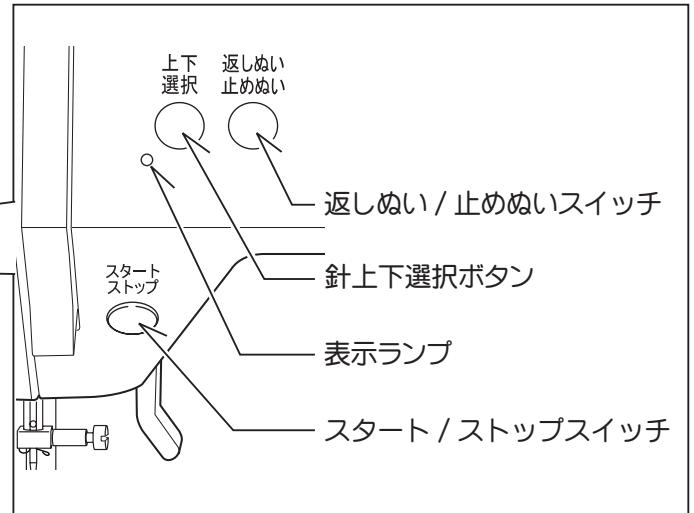 上下
選択
返しぬい
止めぬい
返しぬい / 止めぬいスイッチ
針上下選択ボタン
スタート
ストップ
表示ランプ
スタート / ストップスイッチ